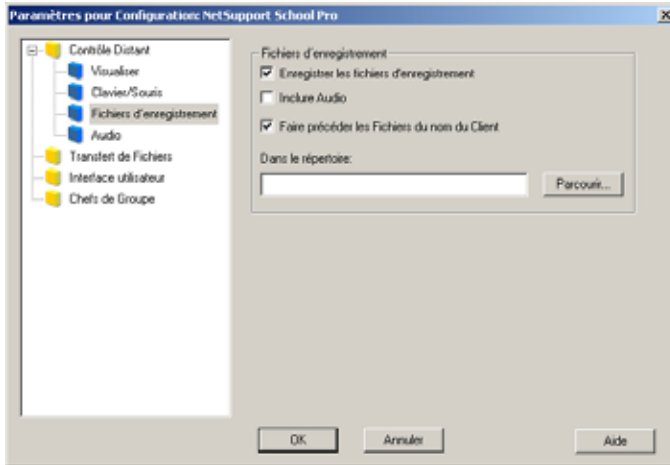 Paramètres pour Configuration: NetSupport School Pro
Contrôle Distant
Visualiser
Clavier/Souris
Fichiers d'enregistrement
Audio
Transfert de Fichiers
Interface utilisateur
Chefs de Groupe
Fichiers d'enregistrement
Enregistrer les fichiers d'enregistrement
Inclure Audio
Faire précéder les Fichiers du nom du Client
Dans le répertoire:
Parcourir...
OK
Annuler
Aide